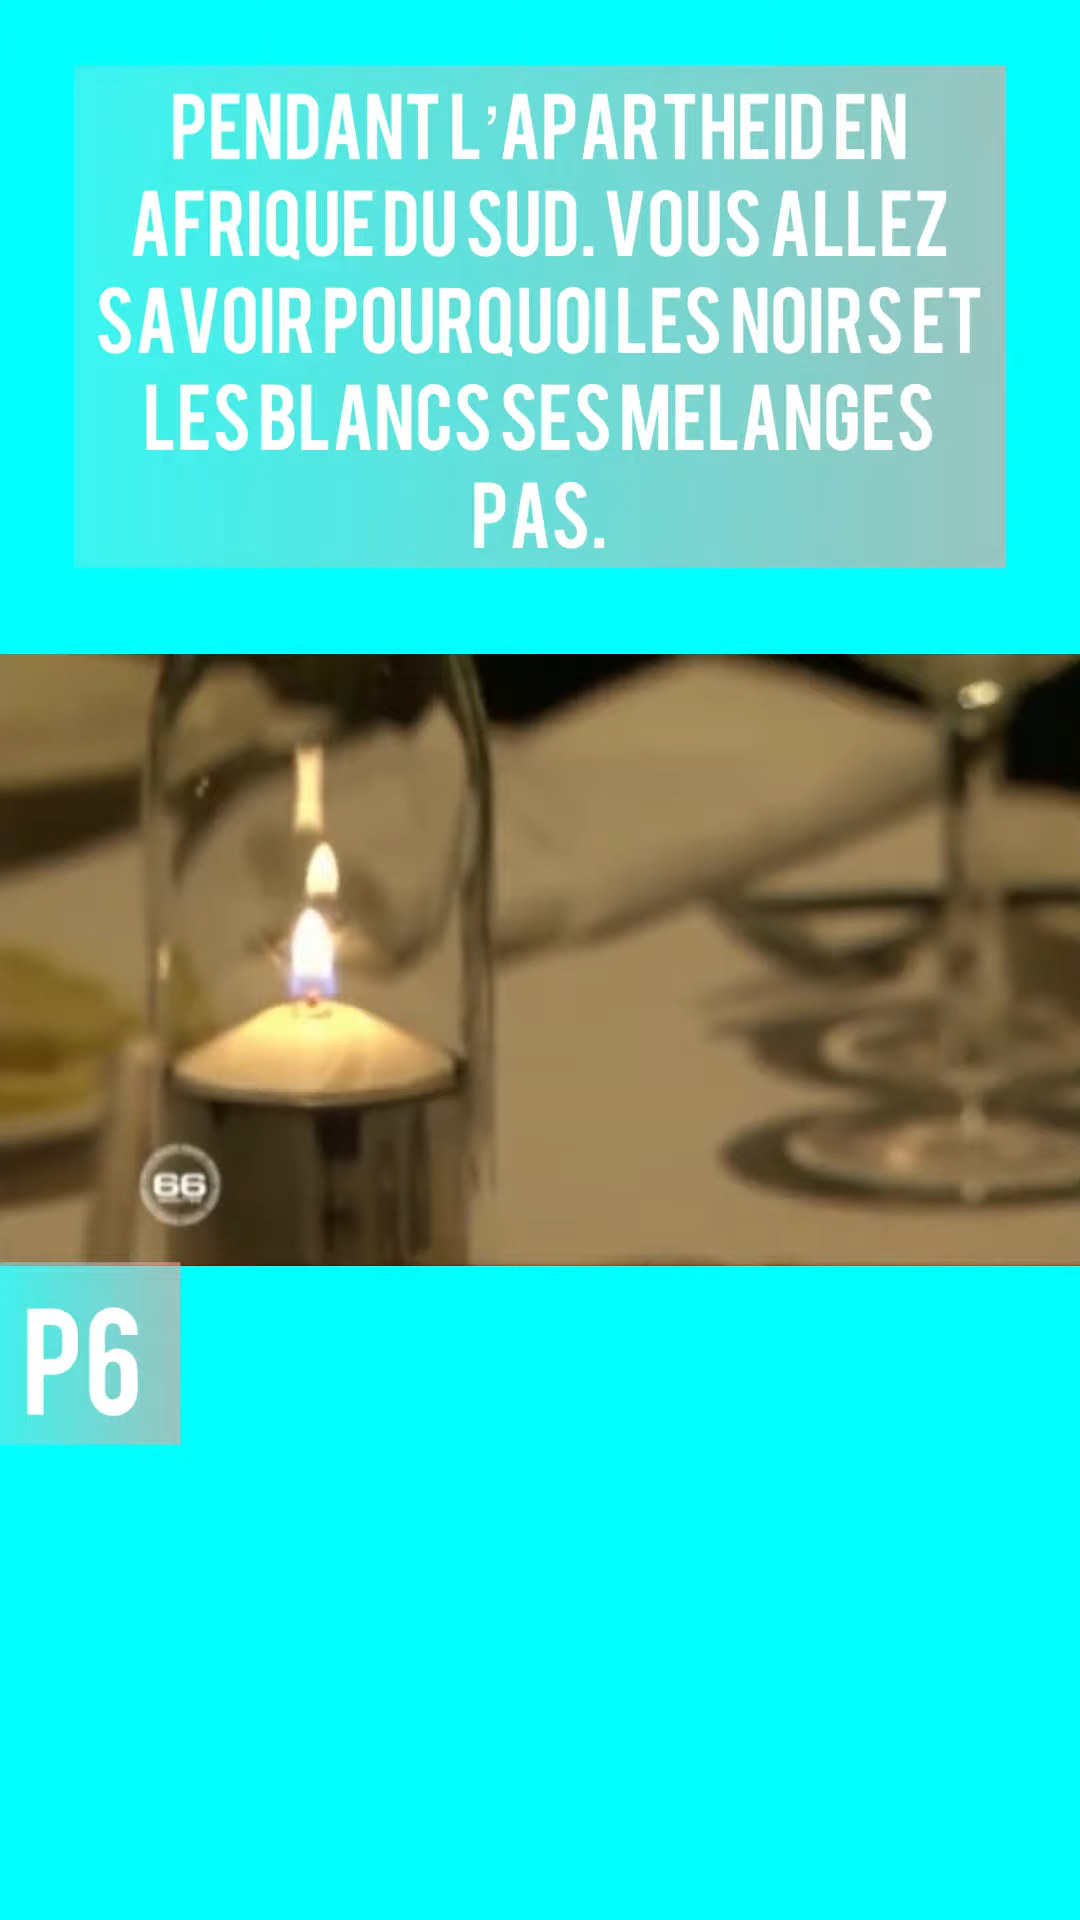 PENDANT L'APARTHEID EN
AFRIQUE DU SUD. VOUS ALLEZ
SAVOIR POURQUOI LES NOIRS ET
LES BLANCS SES MELANGES
PAS.
66
P6